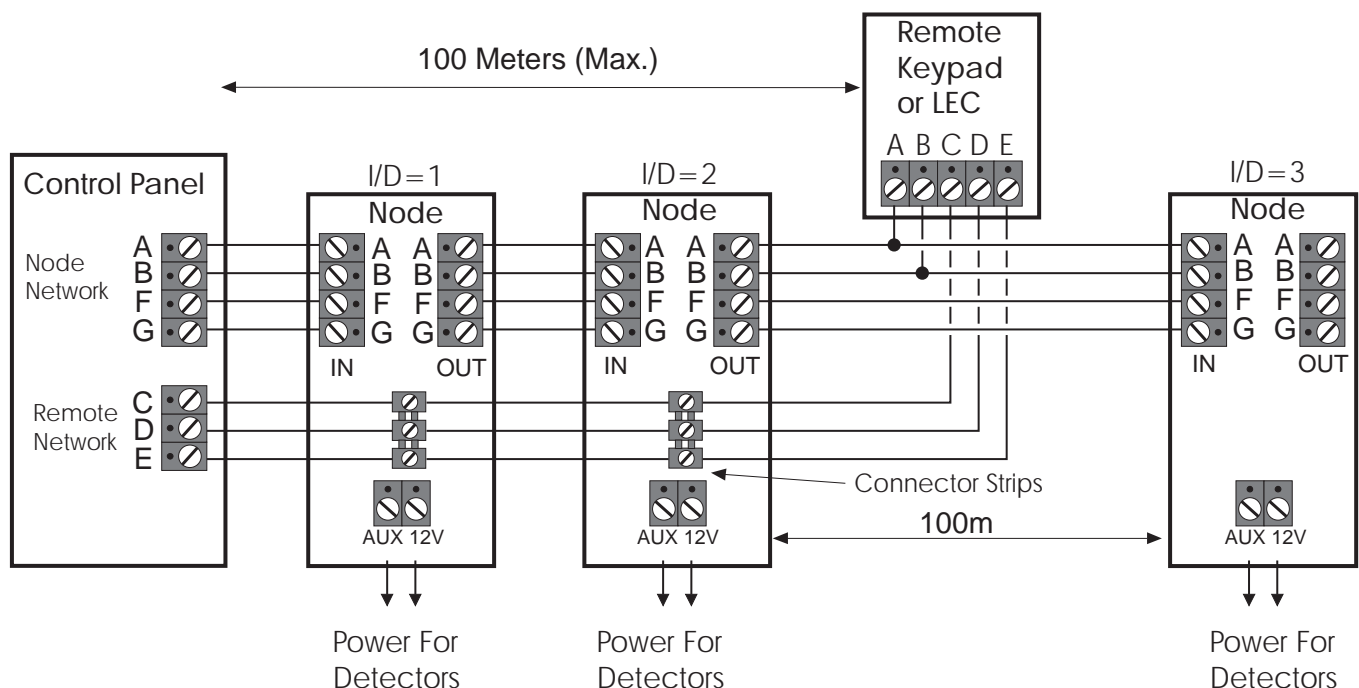 100 Meters (Max.)
Remote
Keypad
or LEC
A B C D E
Control Panel
Node
Network
A
B
F
G
Remote
Network
C
D
E
I/D=1
Node
A A
B B
F F
G G
IN OUT
AUX 12V
Power For
Detectors
I/D=2
Node
A A
B B
F F
G G
IN OUT
AUX 12V
Power For
Detectors
Connector Strips
100m
I/D=3
Node
A A
B B
F F
G G
IN OUT
AUX 12V
Power For
Detectors